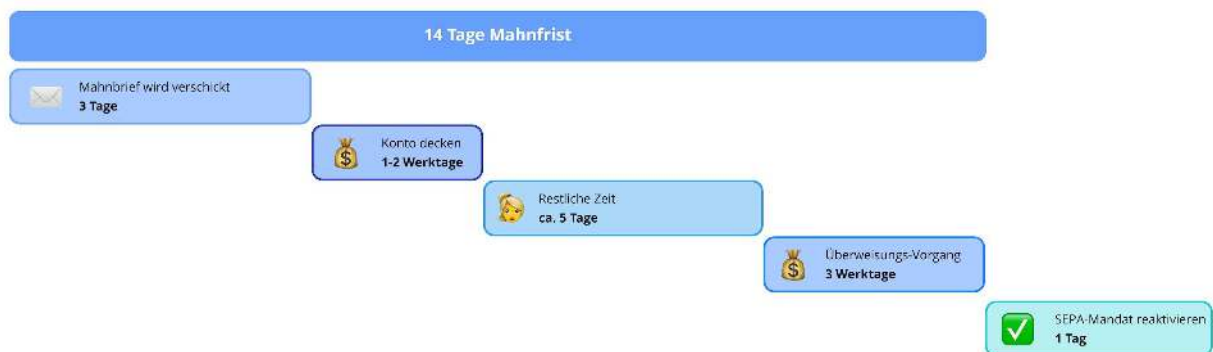 14 Tage Mahnfrist
Mahnbrief wird verschickt
3 Tage
Konto decken
1-2 Werktage
Restliche Zeit
ca. 5 Tage
Überweisungs-Vorgang
3 Werktage
SEPA-Mandat reaktivieren
1 Tag